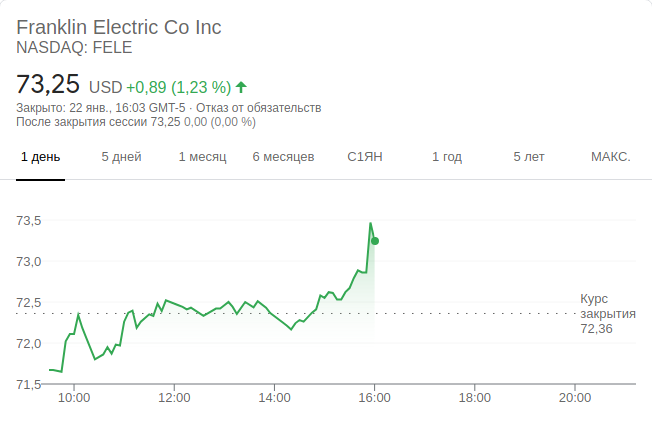 Franklin Electric Co Inc
NASDAQ: FELE
73,25 USD +0,89 (1,23 %)
Закрыто: 22 янв., 16:03 GMT-5 · Отказ от обязательств
После закрытия сессии 73,25 0,00 (0,00 %)
1 день 5 дней 1 месяц 6 месяцев С1ЯН 1 год 5 лет МАКС.
73,5
73,0
72,5
Курс
закрытия
72,36
72,0
71,5
10:00 12:00 14:00 16:00 18:00 20:00